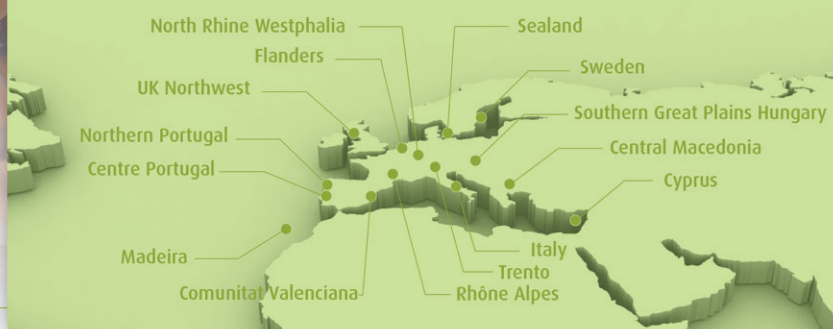 North Rhine Westphalia
Sealand
Flanders
Sweden
UK Northwest
Southern Great Plains Hungary
Northern Portugal
Central Macedonia
Centre Portugal
Cyprus
Italy
Madeira
Trento
Comunitat Valenciana
Rhône Alpes